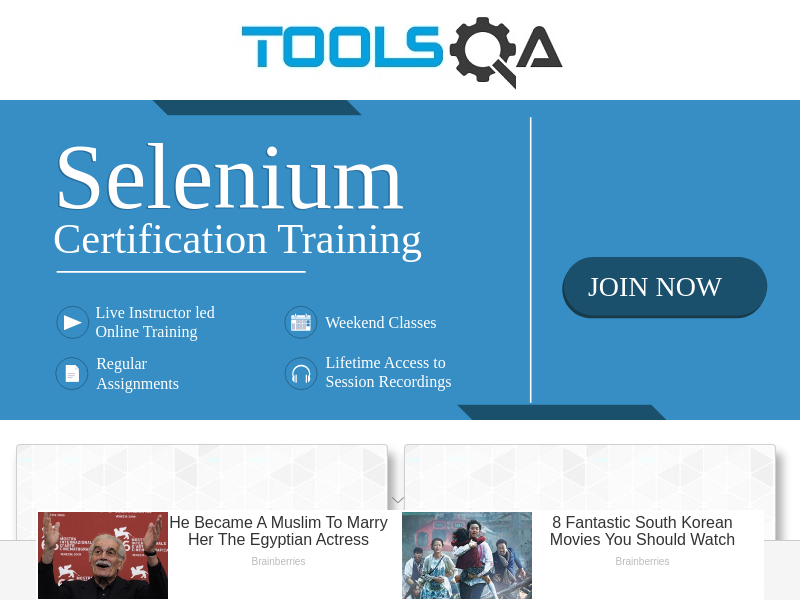 TOOLSQA
Selenium
Certification Training
JOIN NOW
Live Instructor led
Online Training
Weekend Classes
Regular
Assignments
Lifetime Access to
Session Recordings
He Became A Muslim To Marry
Her The Egyptian Actress
Brainberries
8 Fantastic South Korean
Movies You Should Watch
Brainberries